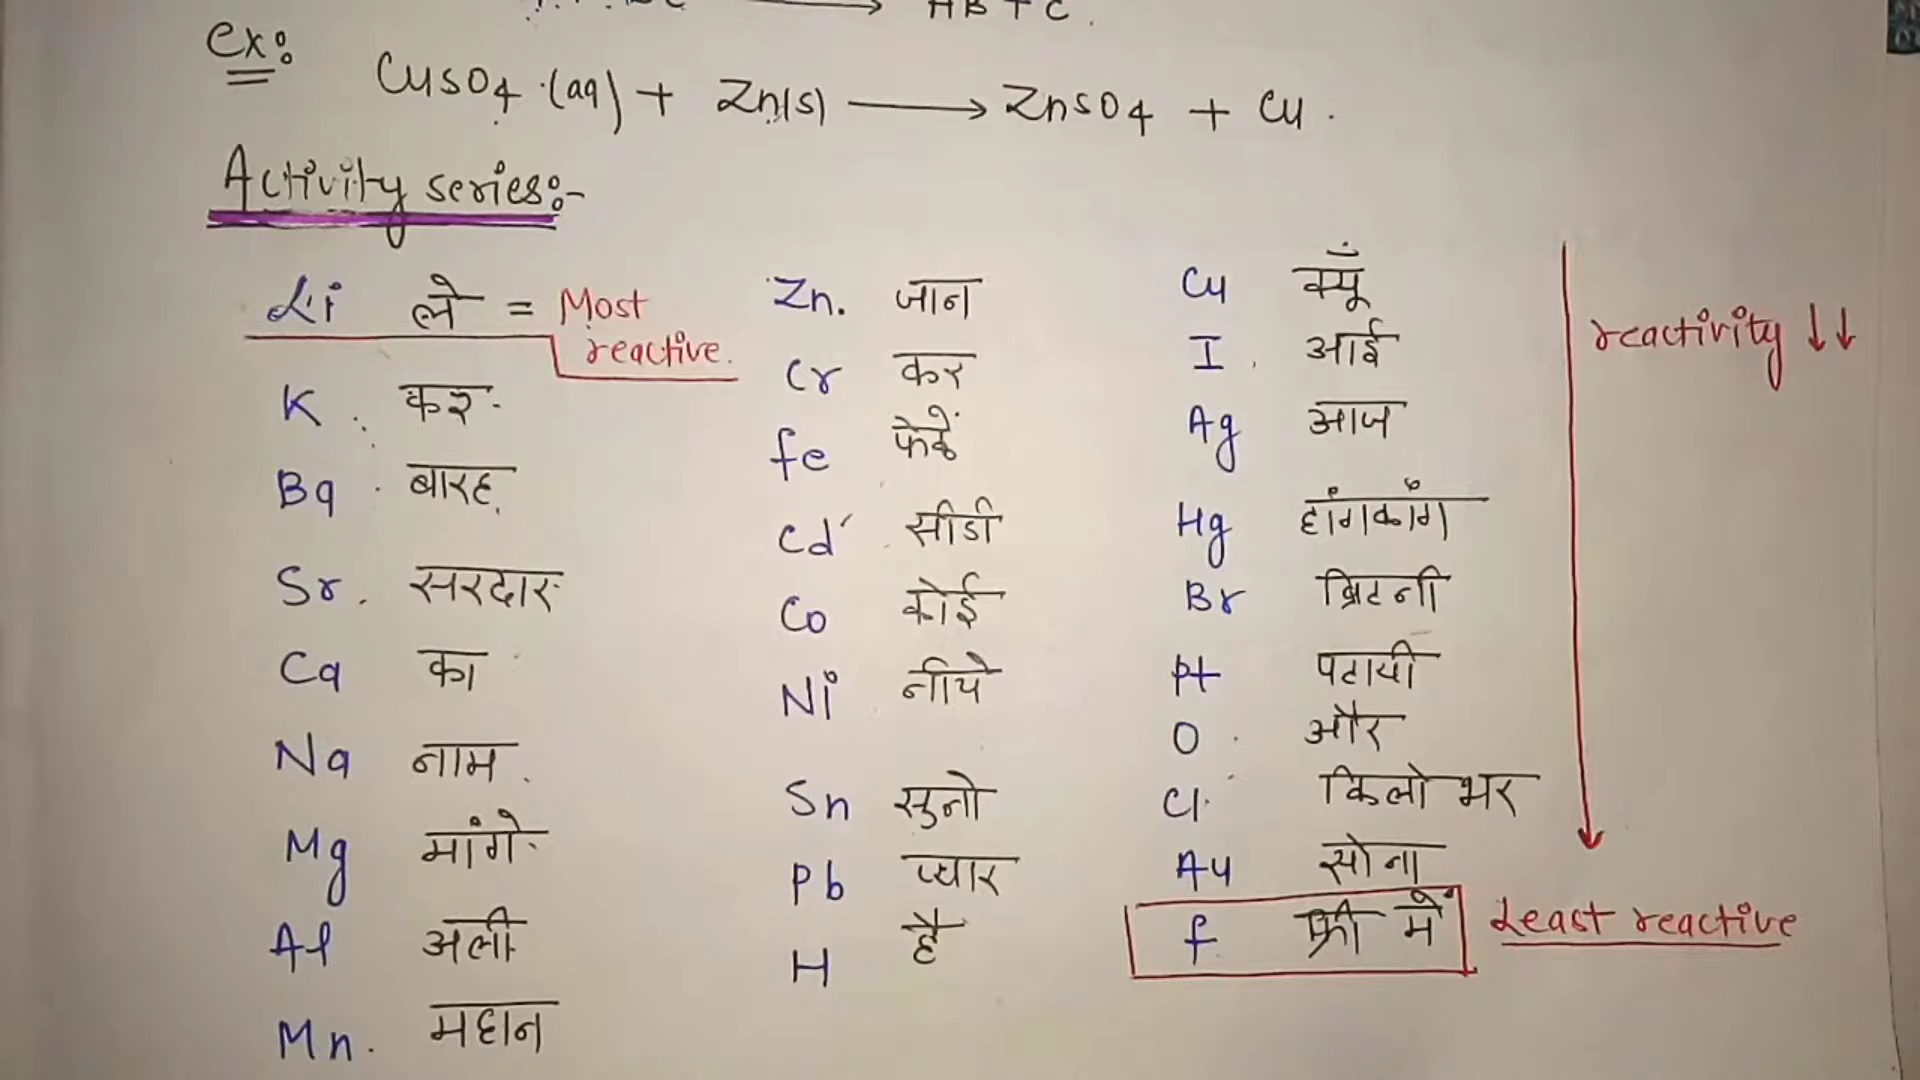 AB + C.
ex:
CuSO4 (aq) + Zn(s) → ZnSO4 + Cu.
Activity series:-
Li ले = Most reactive.
K. कर
Ba बारह
Sr. सरदार
Ca का
Na नाम.
Mg मांगे
Al अली
Mn. महान
Zn. जान
Cr कर
fe फेकें
Cd सीडी
Co कोई
Ni नीये
Sn सुनो
Pb प्यार
H है
Cu क्यूँ
I. आई
Ag आज
Hg हांगकांग
Br ब्रिटनी
Pt पटायी
O. और
Cl. किलो भर
Au सोना
f फ्री में Least reactive
reactivity ↓↓